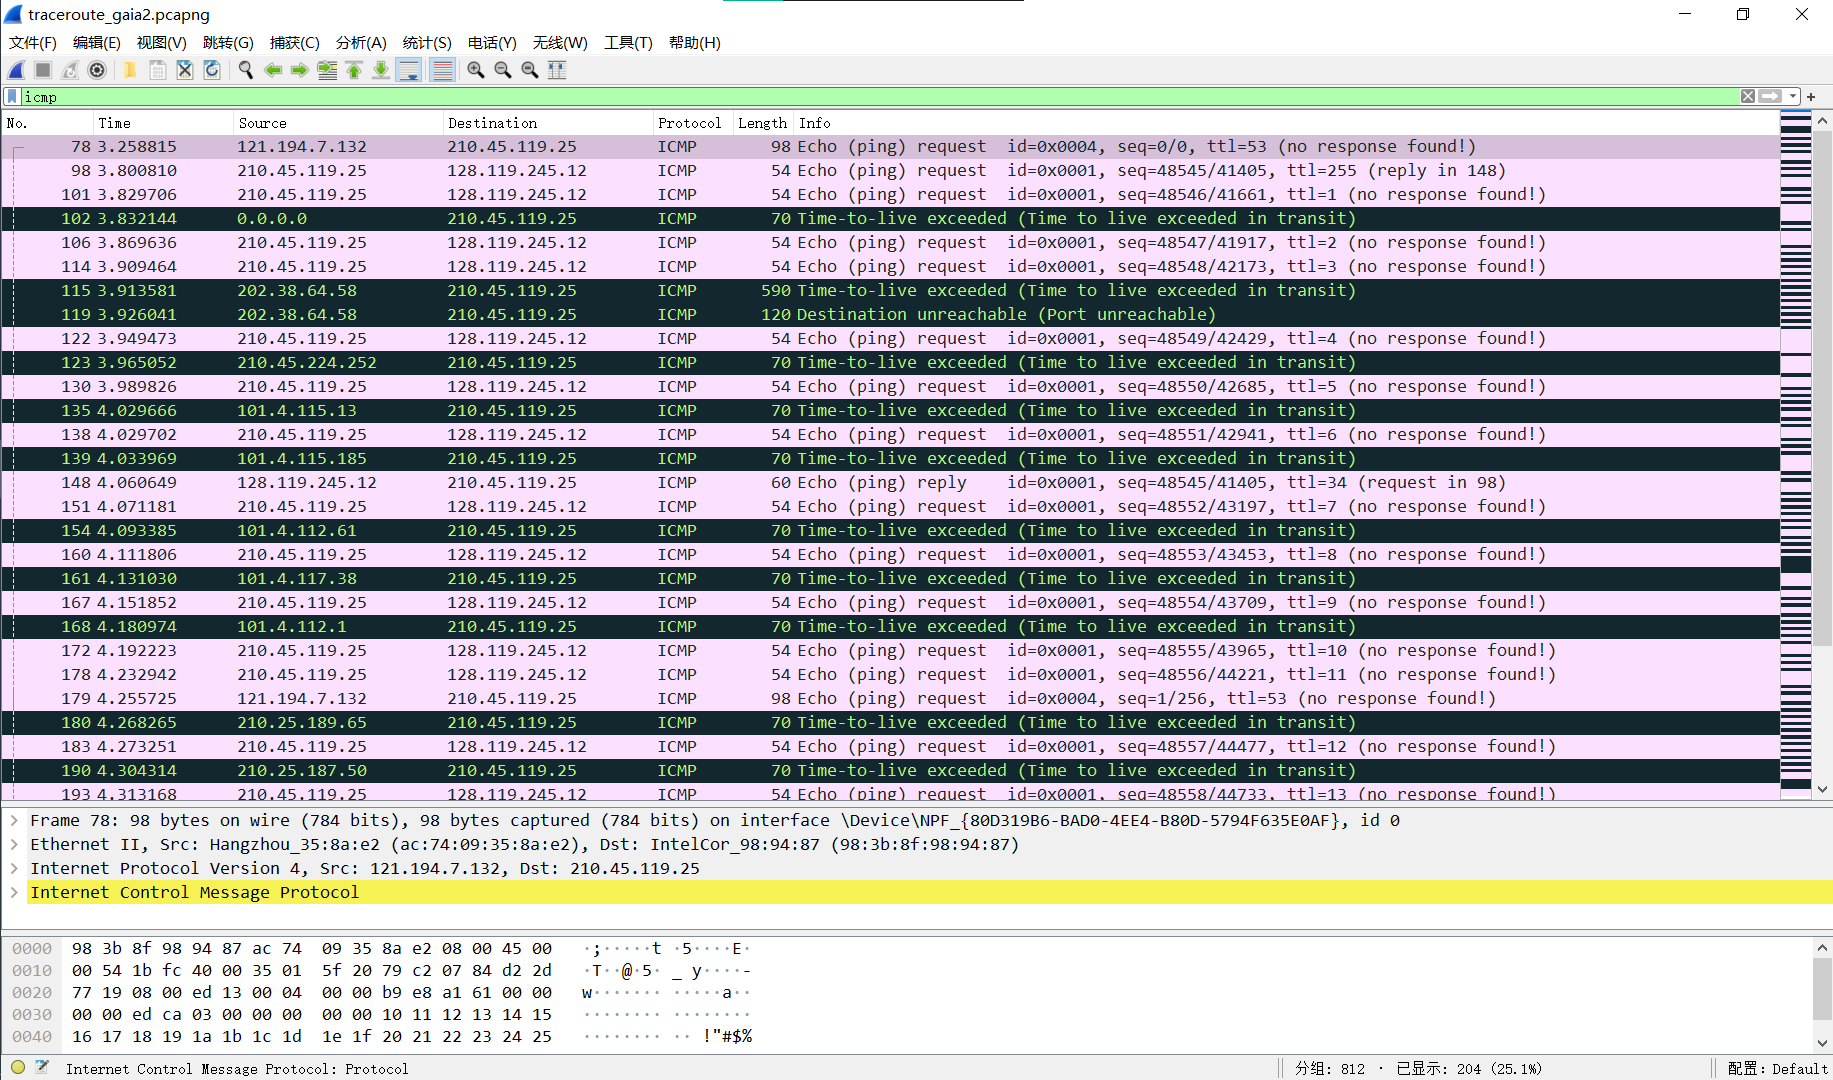 traceroute_gaia2.pcapng
文件(F) 编辑(E) 视图(V) 跳转(G) 捕获(C) 分析(A) 统计(S) 电话(Y) 无线(W) 工具(T) 帮助(H)
icmp
No. Time Source Destination Protocol Length Info
78 3.258815 121.194.7.132 210.45.119.25 ICMP 98 Echo (ping) request id=0x0004, seq=0/0, ttl=53 (no response found!)
98 3.800810 210.45.119.25 128.119.245.12 ICMP 54 Echo (ping) request id=0x0001, seq=48545/41405, ttl=255 (reply in 148)
101 3.829706 210.45.119.25 128.119.245.12 ICMP 54 Echo (ping) request id=0x0001, seq=48546/41661, ttl=1 (no response found!)
102 3.832144 0.0.0.0 210.45.119.25 ICMP 70 Time-to-live exceeded (Time to live exceeded in transit)
106 3.869636 210.45.119.25 128.119.245.12 ICMP 54 Echo (ping) request id=0x0001, seq=48547/41917, ttl=2 (no response found!)
114 3.909464 210.45.119.25 128.119.245.12 ICMP 54 Echo (ping) request id=0x0001, seq=48548/42173, ttl=3 (no response found!)
115 3.913581 202.38.64.58 210.45.119.25 ICMP 590 Time-to-live exceeded (Time to live exceeded in transit)
119 3.926041 202.38.64.58 210.45.119.25 ICMP 120 Destination unreachable (Port unreachable)
122 3.949473 210.45.119.25 128.119.245.12 ICMP 54 Echo (ping) request id=0x0001, seq=48549/42429, ttl=4 (no response found!)
123 3.965052 210.45.224.252 210.45.119.25 ICMP 70 Time-to-live exceeded (Time to live exceeded in transit)
130 3.989826 210.45.119.25 128.119.245.12 ICMP 54 Echo (ping) request id=0x0001, seq=48550/42685, ttl=5 (no response found!)
135 4.029666 101.4.115.13 210.45.119.25 ICMP 70 Time-to-live exceeded (Time to live exceeded in transit)
138 4.029702 210.45.119.25 128.119.245.12 ICMP 54 Echo (ping) request id=0x0001, seq=48551/42941, ttl=6 (no response found!)
139 4.033969 101.4.115.185 210.45.119.25 ICMP 70 Time-to-live exceeded (Time to live exceeded in transit)
148 4.060649 128.119.245.12 210.45.119.25 ICMP 60 Echo (ping) reply id=0x0001, seq=48545/41405, ttl=34 (request in 98)
151 4.071181 210.45.119.25 128.119.245.12 ICMP 54 Echo (ping) request id=0x0001, seq=48552/43197, ttl=7 (no response found!)
154 4.093385 101.4.112.61 210.45.119.25 ICMP 70 Time-to-live exceeded (Time to live exceeded in transit)
160 4.111806 210.45.119.25 128.119.245.12 ICMP 54 Echo (ping) request id=0x0001, seq=48553/43453, ttl=8 (no response found!)
161 4.131030 101.4.117.38 210.45.119.25 ICMP 70 Time-to-live exceeded (Time to live exceeded in transit)
167 4.151852 210.45.119.25 128.119.245.12 ICMP 54 Echo (ping) request id=0x0001, seq=48554/43709, ttl=9 (no response found!)
168 4.180974 101.4.112.1 210.45.119.25 ICMP 70 Time-to-live exceeded (Time to live exceeded in transit)
172 4.192223 210.45.119.25 128.119.245.12 ICMP 54 Echo (ping) request id=0x0001, seq=48555/43965, ttl=10 (no response found!)
178 4.232942 210.45.119.25 128.119.245.12 ICMP 54 Echo (ping) request id=0x0001, seq=48556/44221, ttl=11 (no response found!)
179 4.255725 121.194.7.132 210.45.119.25 ICMP 98 Echo (ping) request id=0x0004, seq=1/256, ttl=53 (no response found!)
180 4.268265 210.25.189.65 210.45.119.25 ICMP 70 Time-to-live exceeded (Time to live exceeded in transit)
183 4.273251 210.45.119.25 128.119.245.12 ICMP 54 Echo (ping) request id=0x0001, seq=48557/44477, ttl=12 (no response found!)
190 4.304314 210.25.187.50 210.45.119.25 ICMP 70 Time-to-live exceeded (Time to live exceeded in transit)
193 4.313168 210.45.119.25 128.119.245.12 ICMP 54 Echo (ping) request id=0x0001, seq=48558/44733, ttl=13 (no response found!)
Frame 78: 98 bytes on wire (784 bits), 98 bytes captured (784 bits) on interface \Device\NPF_{80D319B6-BAD0-4EE4-B80D-5794F635E0AF}, id 0
Ethernet II, Src: Hangzhou_35:8a:e2 (ac:74:09:35:8a:e2), Dst: IntelCor_98:94:87 (98:3b:8f:98:94:87)
Internet Protocol Version 4, Src: 121.194.7.132, Dst: 210.45.119.25
Internet Control Message Protocol
0000 98 3b 8f 98 94 87 ac 74 09 35 8a e2 08 00 45 00 ·;·····t ·5····E·
0010 00 54 1b fc 40 00 35 01 5f 20 79 c2 07 84 d2 2d ·T··@·5· _ y····-
0020 77 19 08 00 ed 13 00 04 00 00 b9 e8 a1 61 00 00 w······· ·····a··
0030 00 00 ed ca 03 00 00 00 00 00 10 11 12 13 14 15 ········ ········
0040 16 17 18 19 1a 1b 1c 1d 1e 1f 20 21 22 23 24 25 ········ ·· !"#$%
Internet Control Message Protocol: Protocol 分组: 812 · 已显示: 204 (25.1%) 配置: Default